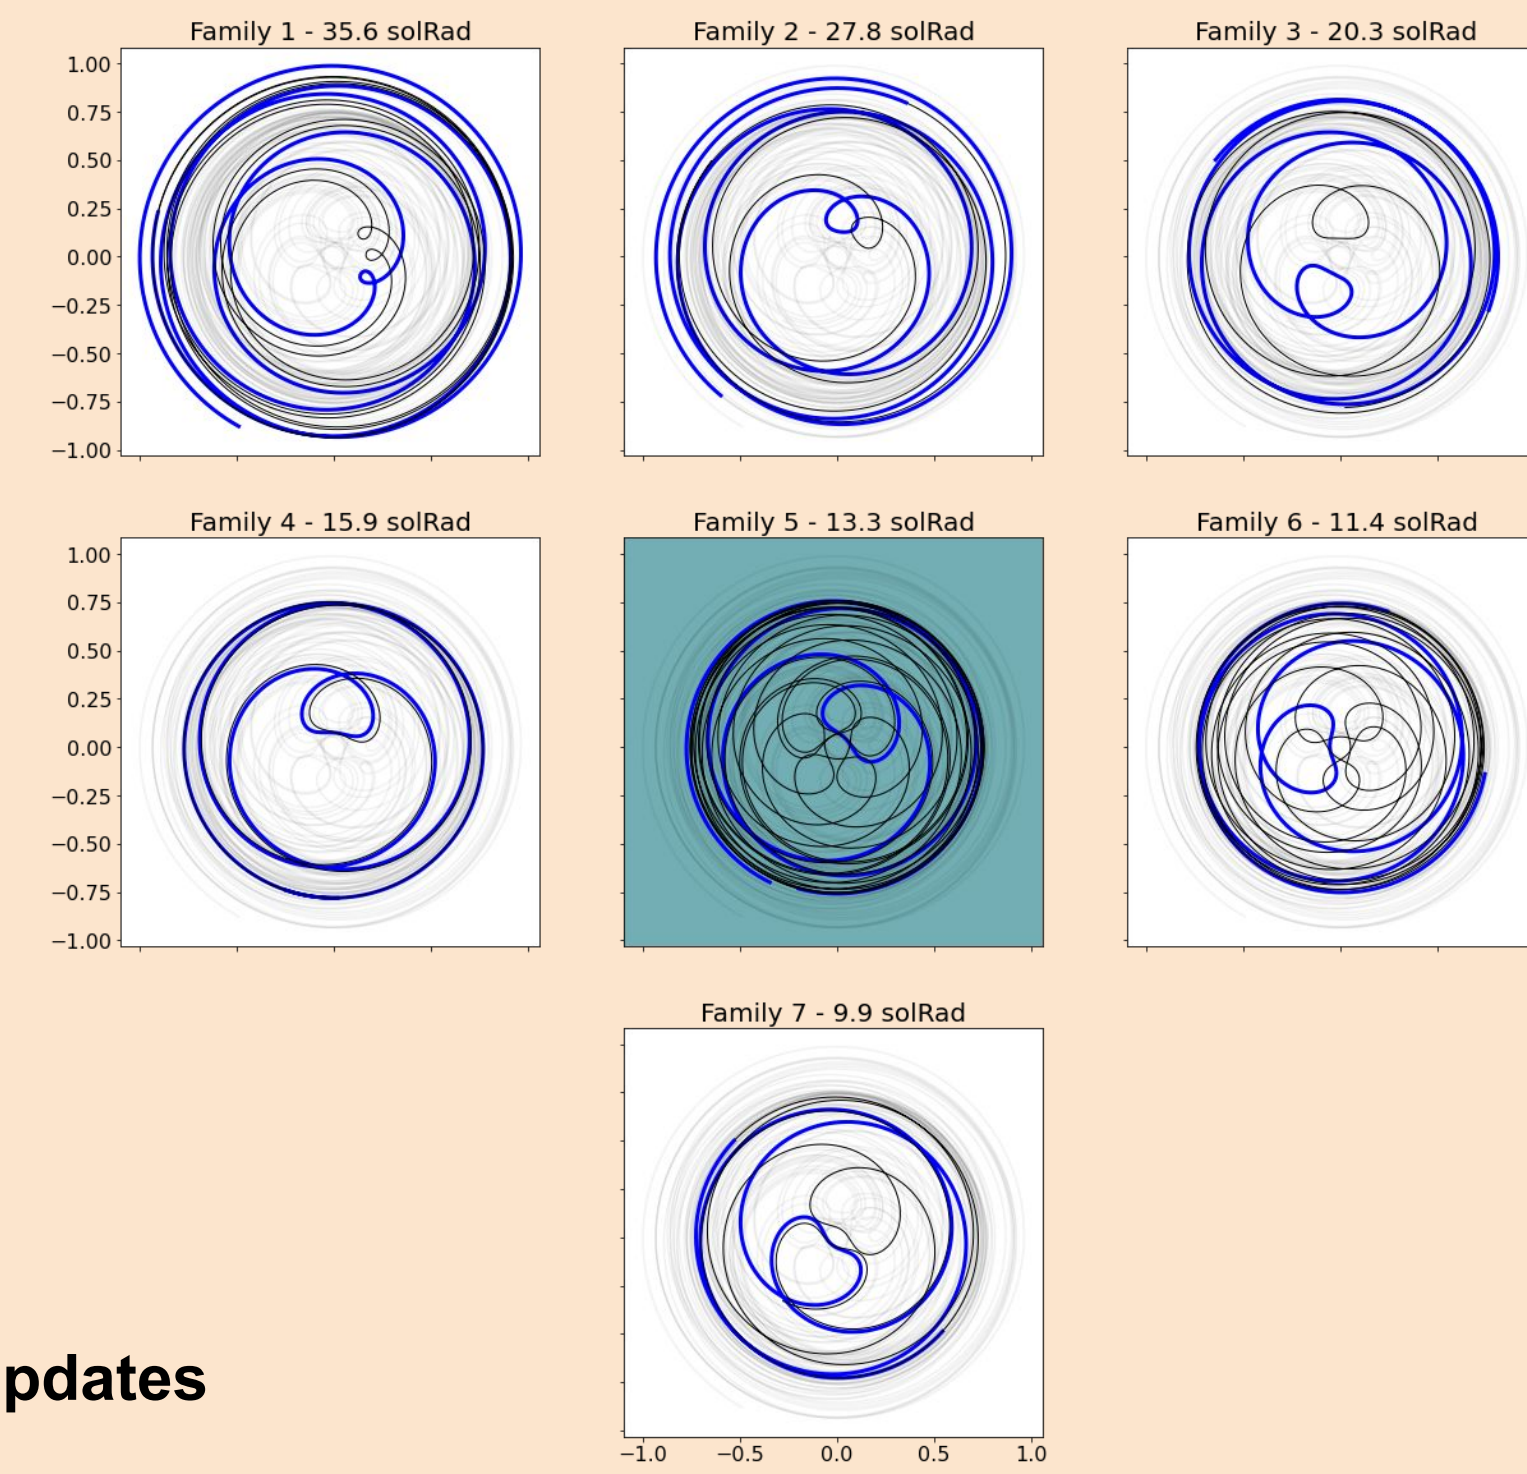 Family 1 - 35.6 solRad
Family 2 - 27.8 solRad
Family 3 - 20.3 solRad
1.00
0.75
0.50
0.25
0.00
−0.25
−0.50
−0.75
−1.00
Family 4 - 15.9 solRad
Family 5 - 13.3 solRad
Family 6 - 11.4 solRad
1.00
0.75
0.50
0.25
0.00
−0.25
−0.50
−0.75
−1.00
Family 7 - 9.9 solRad
pdates
−1.0 −0.5 0.0 0.5 1.0